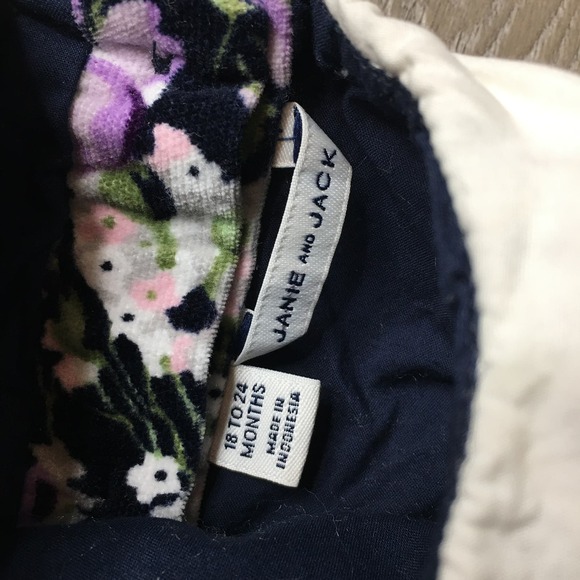 JANIE AND JACK
18 TO 24
MONTHS
MADE IN
INDONESIA